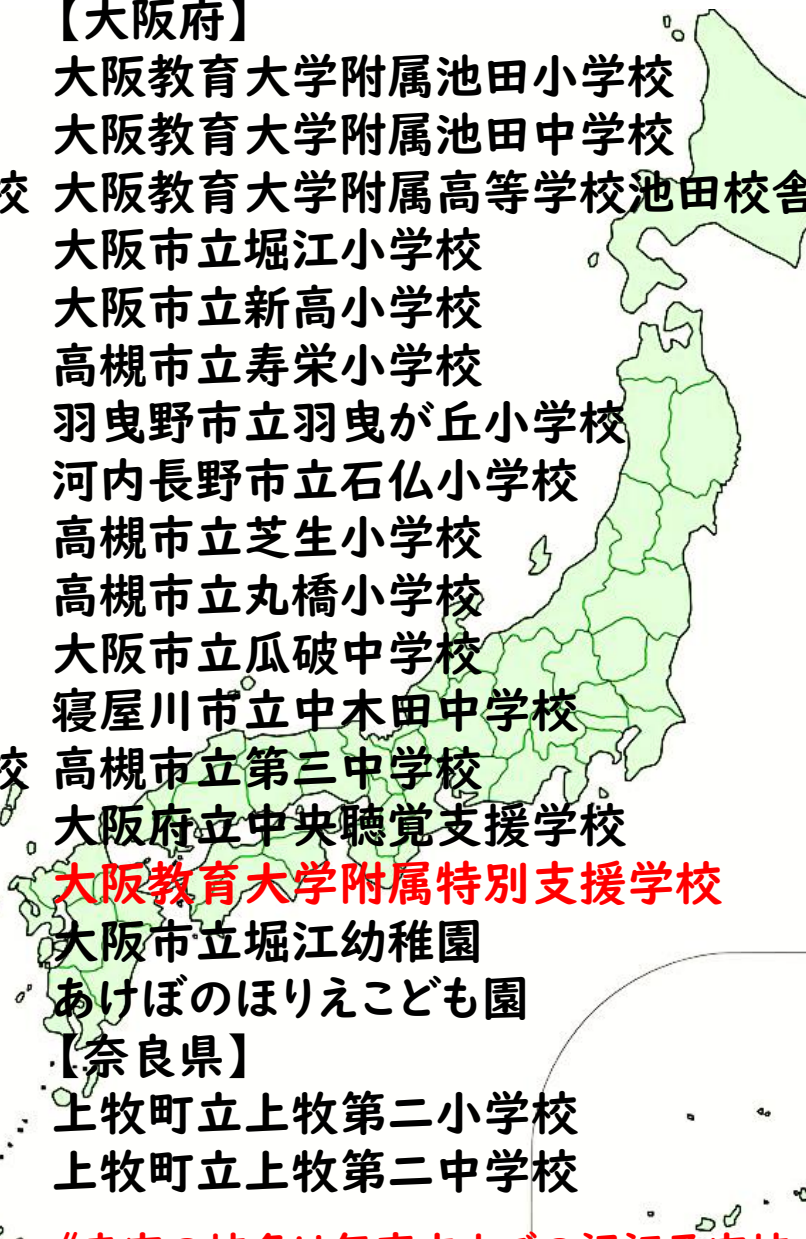 【大阪府】
大阪教育大学附属池田小学校
大阪教育大学附属池田中学校
校 大阪教育大学附属高等学校池田校舎
大阪市立堀江小学校
大阪市立新高小学校
高槻市立寿栄小学校
羽曳野市立羽曳が丘小学校
河内長野市立石仏小学校
高槻市立芝生小学校
高槻市立丸橋小学校
大阪市立瓜破中学校
寝屋川市立中木田中学校
校 高槻市立第三中学校
大阪府立中央聴覚支援学校
大阪教育大学附属特別支援学校
大阪市立堀江幼稚園
あけぼのほりえこども園
【奈良県】
上牧町立上牧第二小学校
上牧町立上牧第二中学校